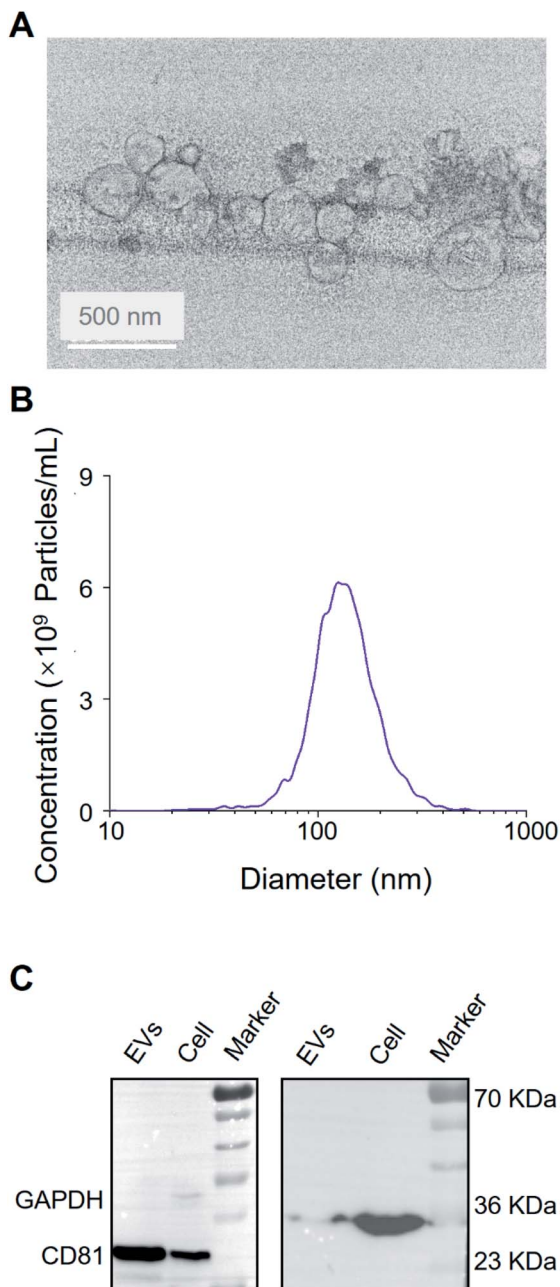 A
500 nm
B
Concentration (×10⁹ Particles/mL)
9
6
3
0
10
100
1000
Diameter (nm)
C
EVs
Cell
Marker
EVs
Cell
Marker
70 KDa
GAPDH
36 KDa
CD81
23 KDa